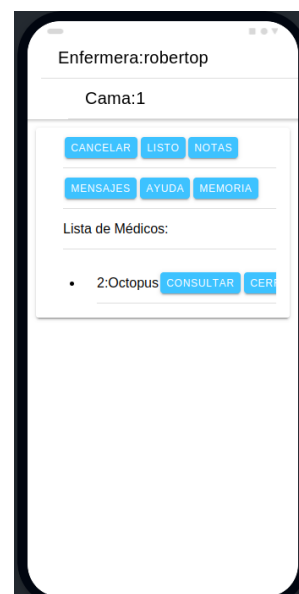 Enfermera:robertop
Cama:1
CANCELAR LISTO NOTAS
MENSAJES AYUDA MEMORIA
Lista de Médicos:
2:Octopus CONSULTAR